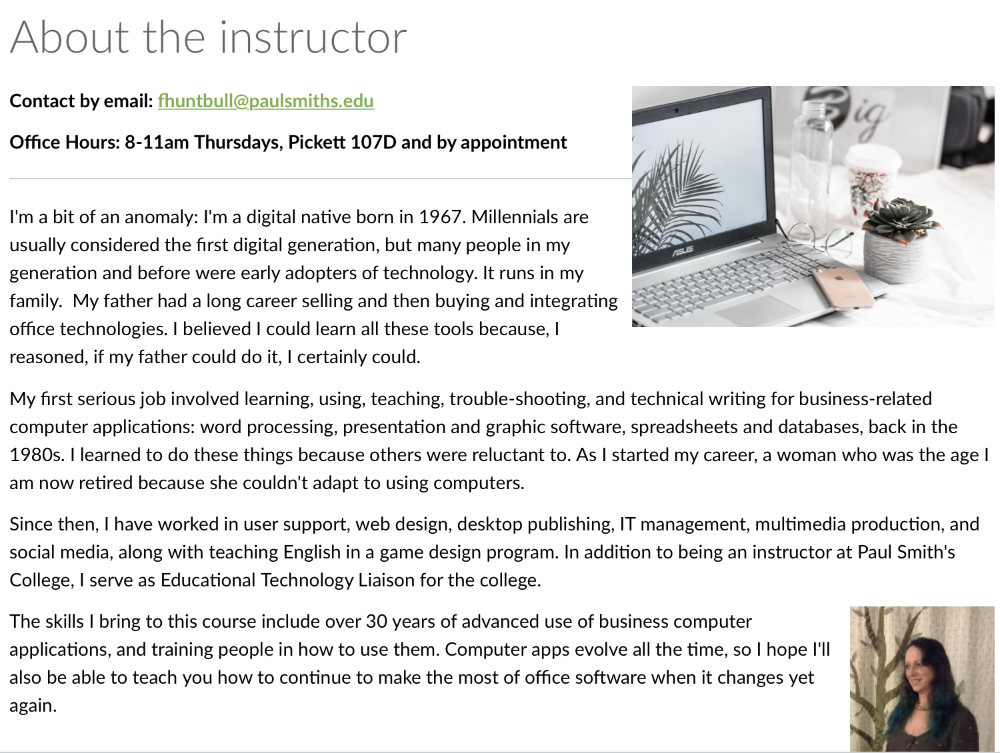 About the instructor
Contact by email: fhuntbull@paulsmiths.edu
Office Hours: 8-11am Thursdays, Pickett 107D and by appointment
Big
ASUS
I'm a bit of an anomaly: I'm a digital native born in 1967. Millennials are
usually considered the first digital generation, but many people in my
generation and before were early adopters of technology. It runs in my
family.  My father had a long career selling and then buying and integrating
office technologies. I believed I could learn all these tools because, I
reasoned, if my father could do it, I certainly could.
My first serious job involved learning, using, teaching, trouble-shooting, and technical writing for business-related
computer applications: word processing, presentation and graphic software, spreadsheets and databases, back in the
1980s. I learned to do these things because others were reluctant to. As I started my career, a woman who was the age I
am now retired because she couldn't adapt to using computers.
Since then, I have worked in user support, web design, desktop publishing, IT management, multimedia production, and
social media, along with teaching English in a game design program. In addition to being an instructor at Paul Smith's
College, I serve as Educational Technology Liaison for the college.
The skills I bring to this course include over 30 years of advanced use of business computer
applications, and training people in how to use them. Computer apps evolve all the time, so I hope I'll
also be able to teach you how to continue to make the most of office software when it changes yet
again.